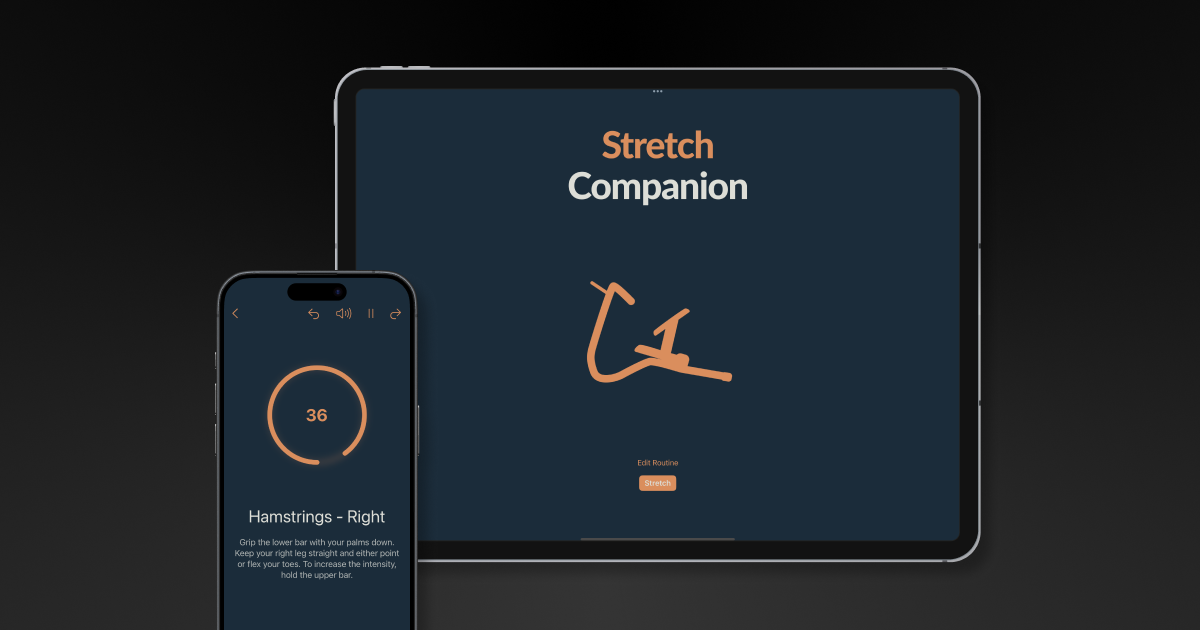 Stretch
Companion
Edit Routine
Stretch
36
Hamstrings - Right
Grip the lower bar with your palms down.
Keep your right leg straight and either point
or flex your toes. To increase the intensity,
hold the upper bar.